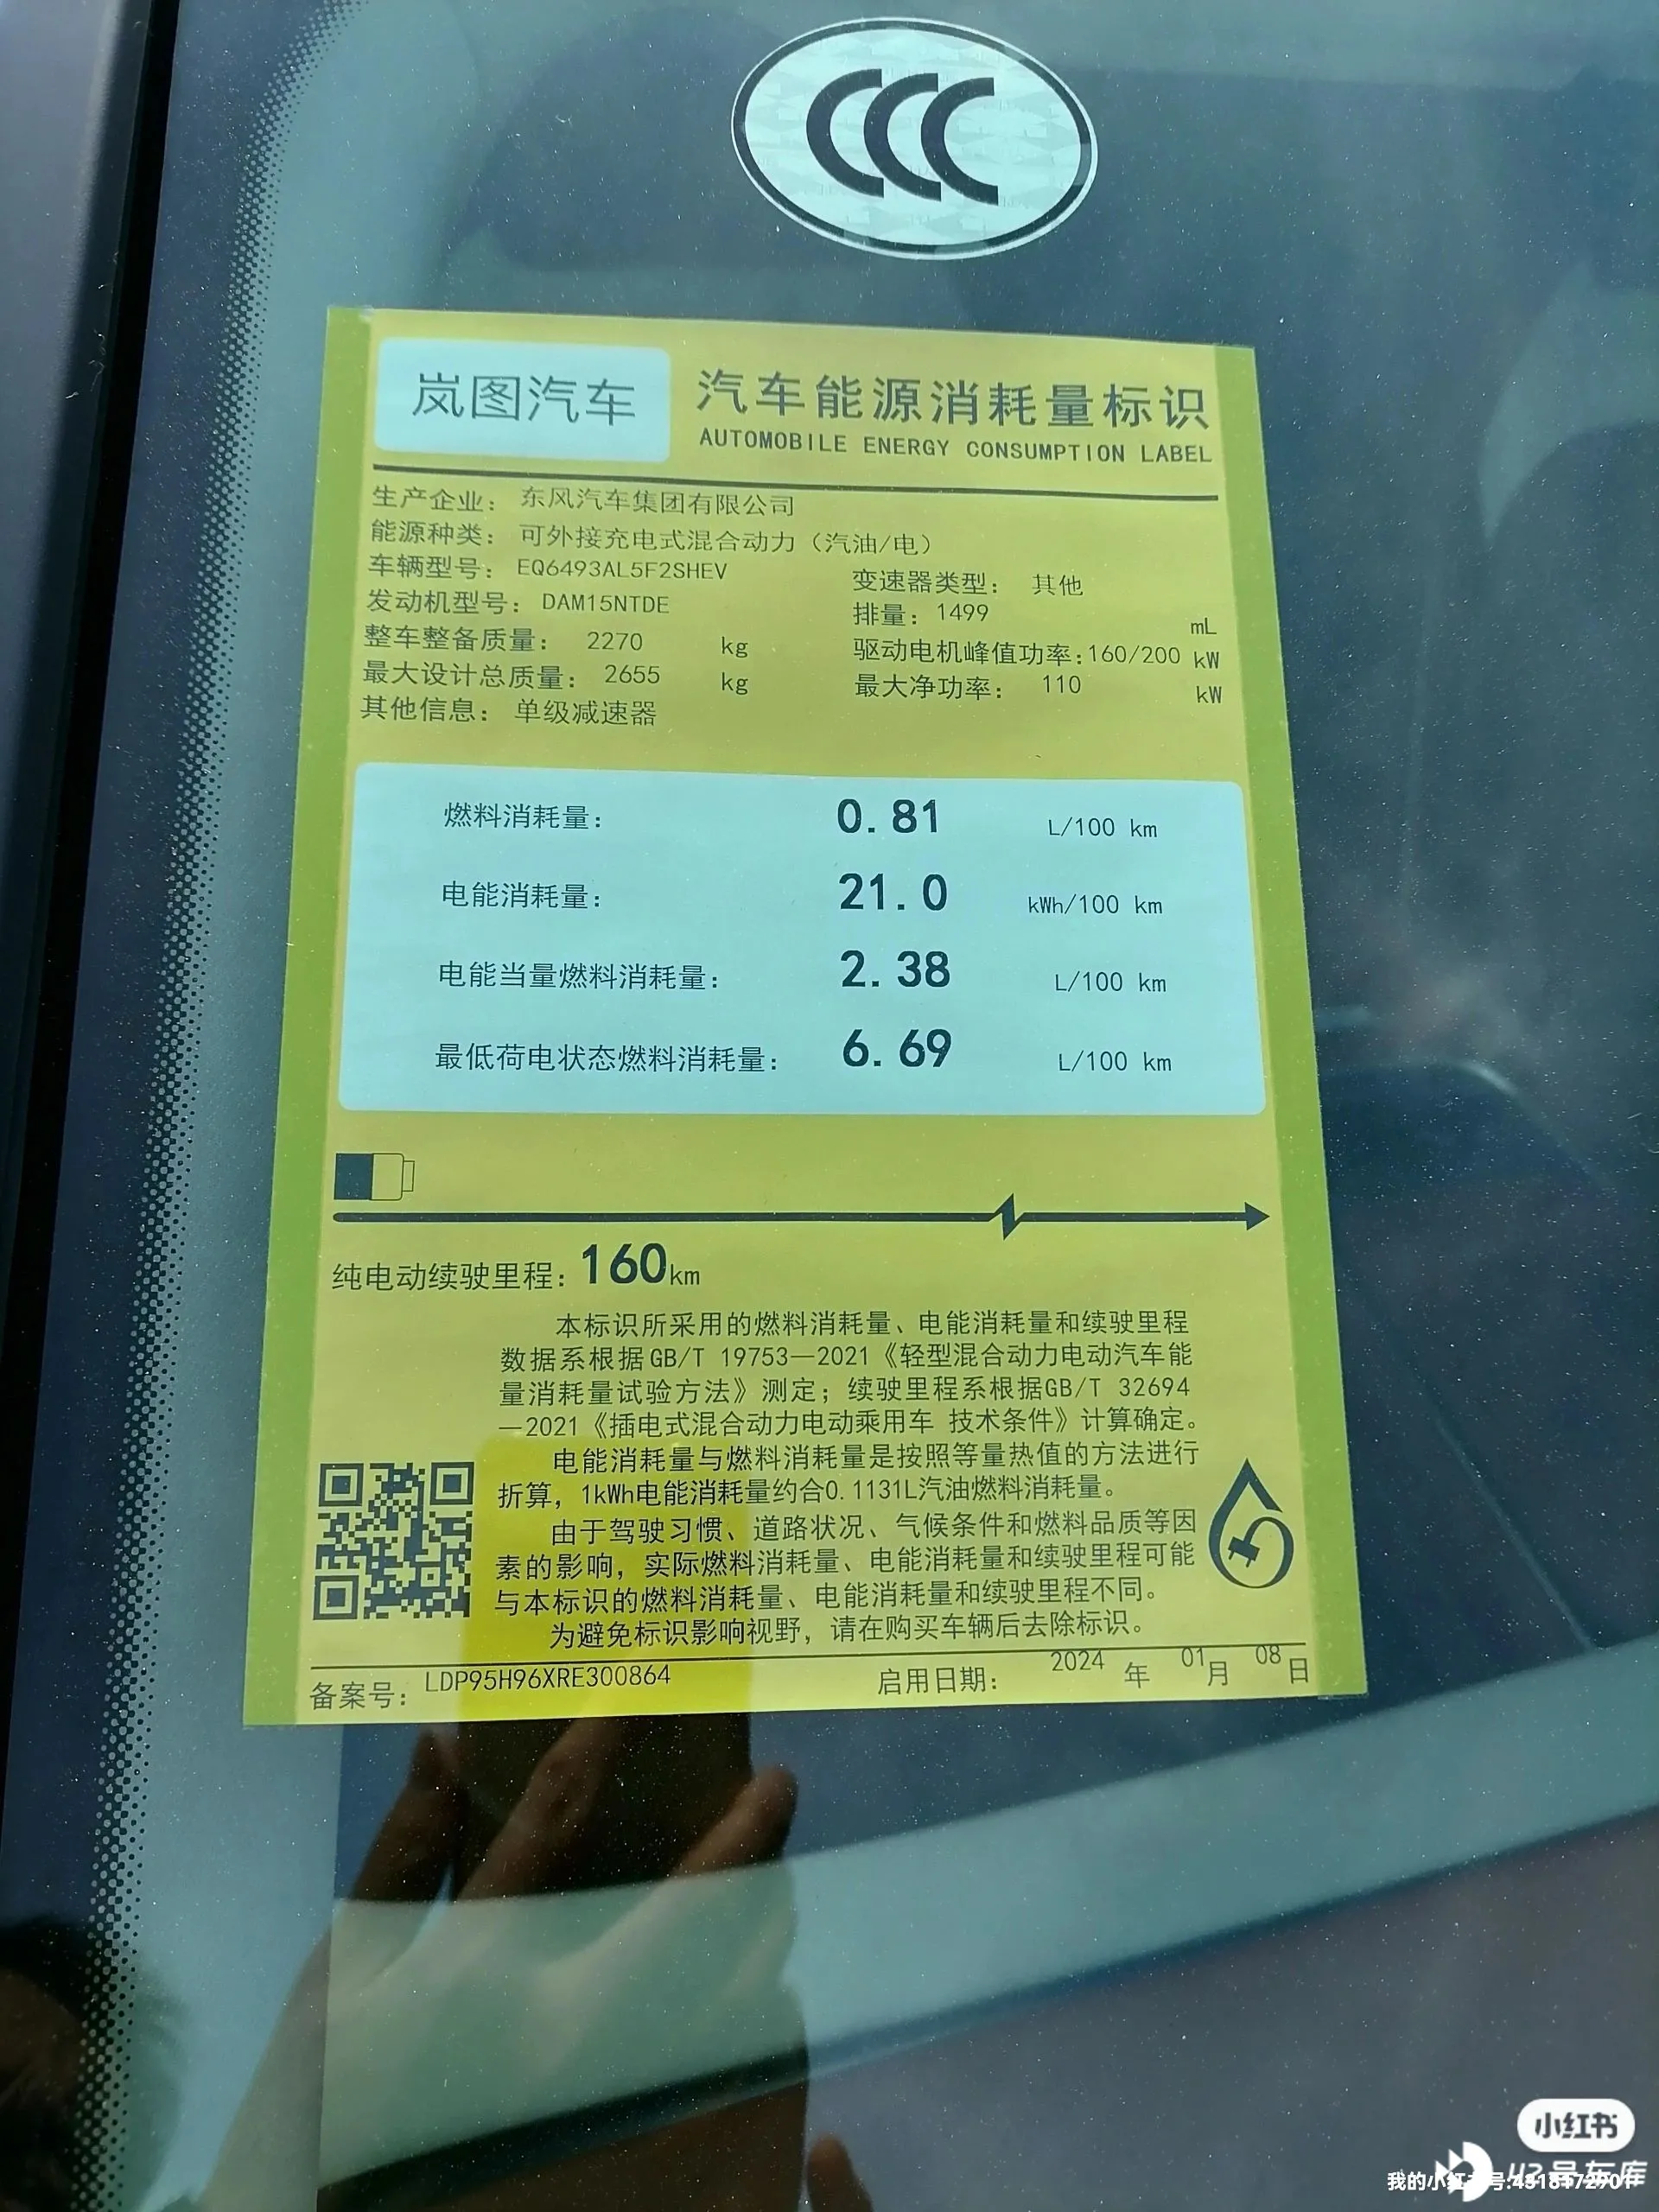 CCC
岚图汽车
汽车能源消耗量标识
AUTOMOBILE ENERGY CONSUMPTION LABEL
生产企业： 东风汽车集团有限公司
能源种类： 可外接充电式混合动力（汽油/电）
车辆型号： EQ6493AL5F2SHEV 变速器类型： 其他
发动机型号： DAM15NTDE 排量： 1499 mL
整车整备质量： 2270 kg 驱动电机峰值功率：160/200 kW
最大设计总质量： 2655 kg 最大净功率： 110 kW
其他信息： 单级减速器
燃料消耗量： 0.81 L/100 km
电能消耗量： 21.0 kWh/100 km
电能当量燃料消耗量： 2.38 L/100 km
最低荷电状态燃料消耗量： 6.69 L/100 km
纯电动续驶里程：160km
本标识所采用的燃料消耗量、电能消耗量和续驶里程
数据系根据GB/T 19753—2021《轻型混合动力电动汽车能
量消耗量试验方法》测定；续驶里程系根据GB/T 32694
—2021《插电式混合动力电动乘用车 技术条件》计算确定。
电能消耗量与燃料消耗量是按照等量热值的方法进行
折算，1kWh电能消耗量约合0.1131L汽油燃料消耗量。
由于驾驶习惯、道路状况、气候条件和燃料品质等因
素的影响，实际燃料消耗量、电能消耗量和续驶里程可能
与本标识的燃料消耗量、电能消耗量和续驶里程不同。
为避免标识影响视野，请在购买车辆后去除标识。
备案号： LDP95H96XRE300864 启用日期： 2024 年 01 月 08 日
小红书
我的小红书号:
号车库